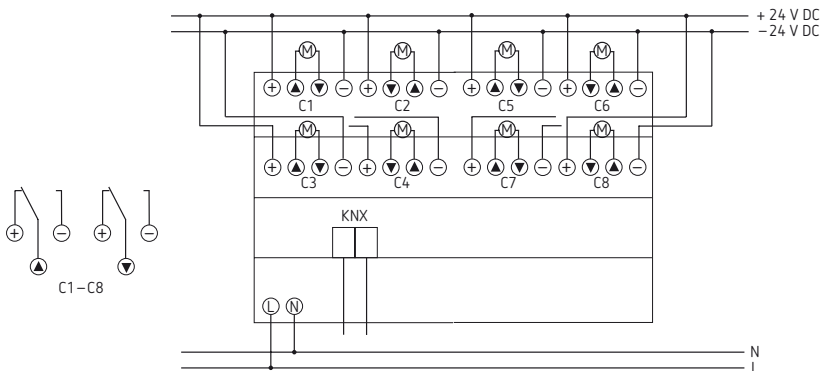 + 24 V DC
– 24 V DC
M M M M
+ − + − + − + −
C1 C2 C5 C6
M M M M
+ − + − + − + −
C3 C4 C7 C8
KNX
+ − + −
C1–C8
L N
N
L